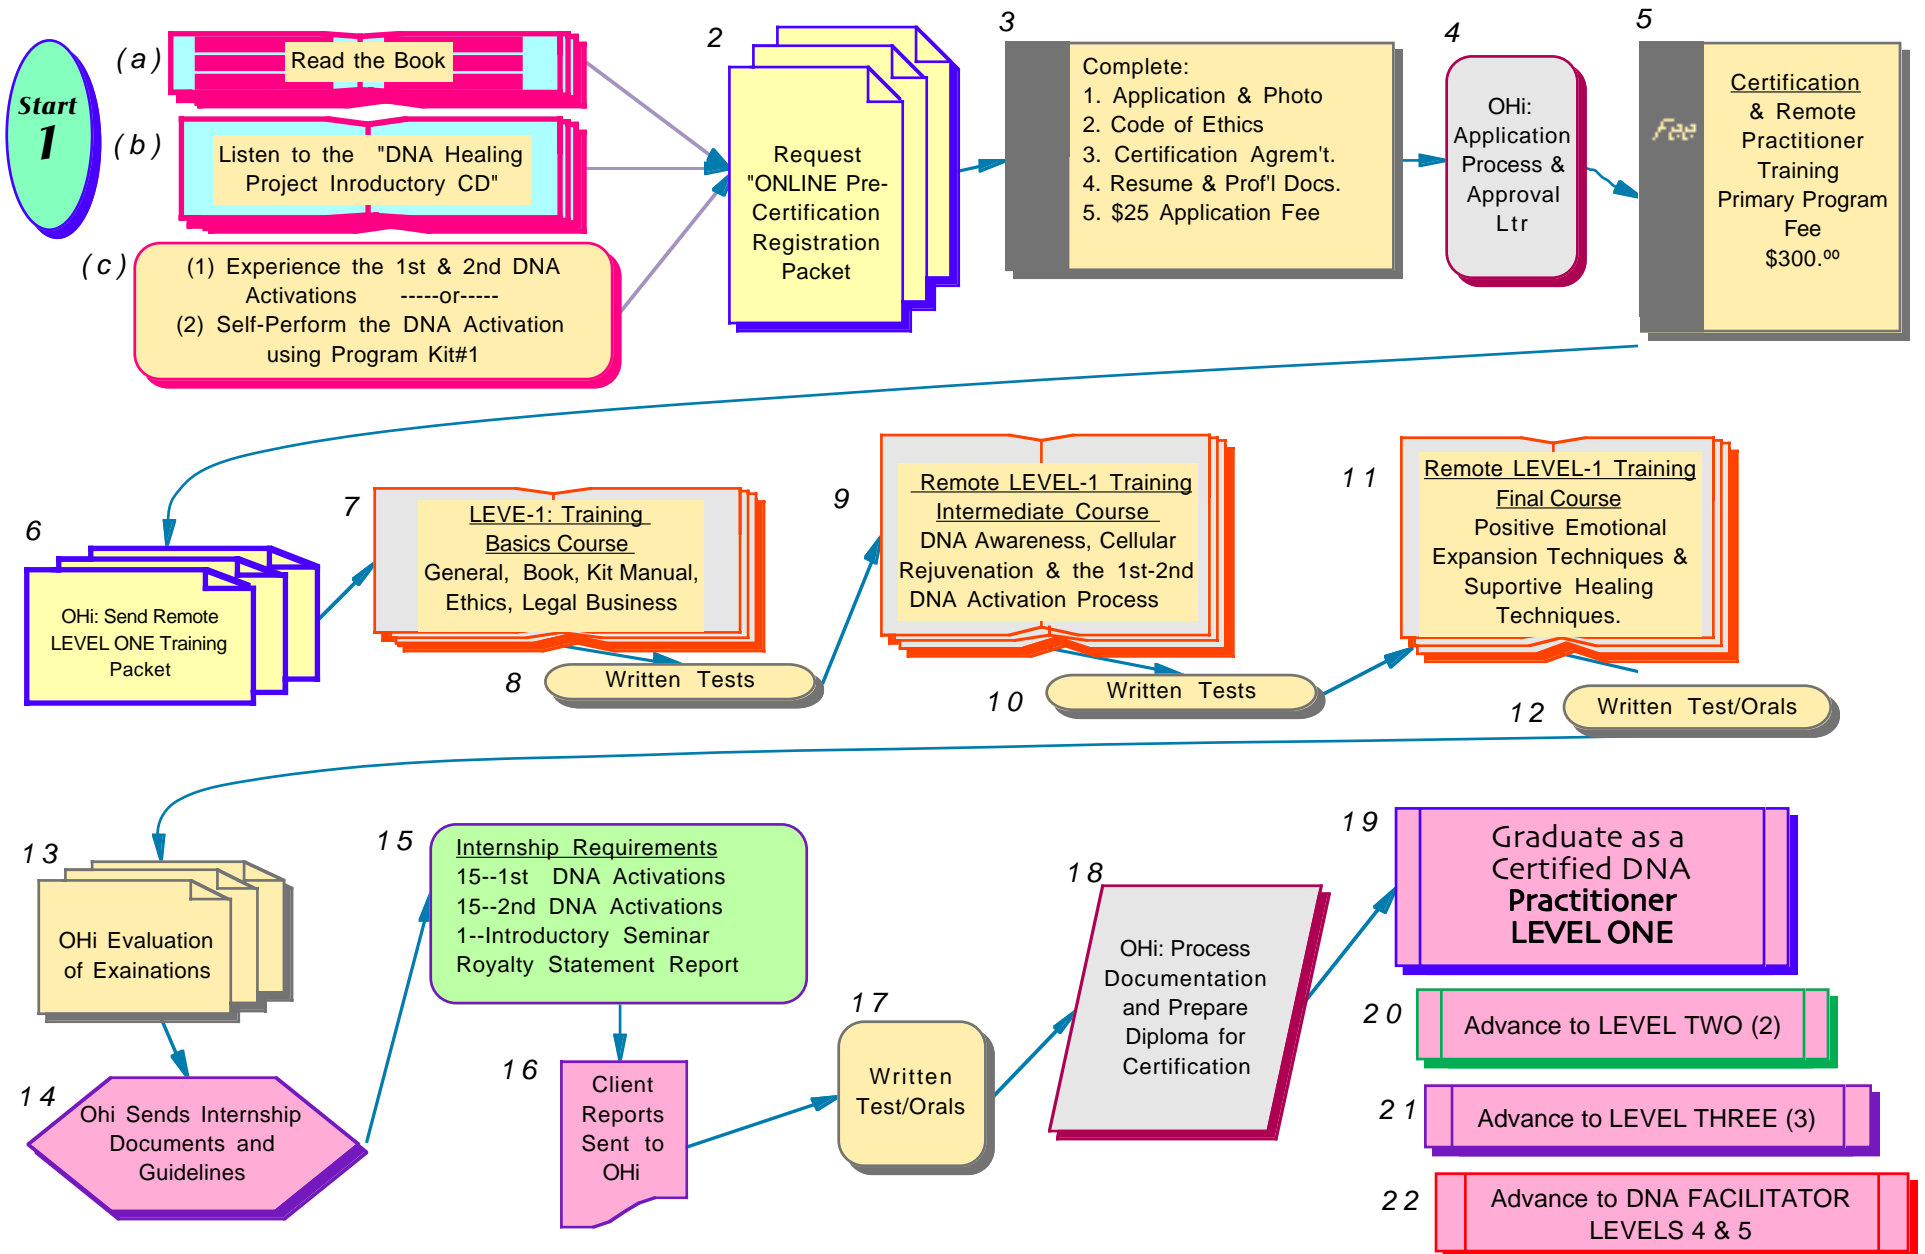 Start
1
(a)
Read the Book
(b)
Listen to the "DNA Healing
Project Inroductory CD"
(c)
(1) Experience the 1st & 2nd DNA
Activations -----or-----
(2) Self-Perform the DNA Activation
using Program Kit#1
2
Request
"ONLINE Pre-
Certification
Registration
Packet
3
Complete:
1. Application & Photo
2. Code of Ethics
3. Certification Agrem't.
4. Resume & Prof'l Docs.
5. $25 Application Fee
4
OHi:
Application
Process &
Approval
Ltr
5
Fee
Certification
& Remote
Practitioner
Training
Primary Program
Fee
$300.⁰⁰
6
OHi: Send Remote
LEVEL ONE Training
Packet
7
LEVE-1: Training
Basics Course
General, Book, Kit Manual,
Ethics, Legal Business
8
Written Tests
9
Remote LEVEL-1 Training
Intermediate Course
DNA Awareness, Cellular
Rejuvenation & the 1st-2nd
DNA Activation Process
10
Written Tests
11
Remote LEVEL-1 Training
Final Course
Positive Emotional
Expansion Techniques &
Suportive Healing
Techniques.
12
Written Test/Orals
13
OHi Evaluation
of Exainations
14
Ohi Sends Internship
Documents and
Guidelines
15
Internship Requirements
15--1st DNA Activations
15--2nd DNA Activations
1--Introductory Seminar
Royalty Statement Report
16
Client
Reports
Sent to
OHi
17
Written
Test/Orals
18
OHi: Process
Documentation
and Prepare
Diploma for
Certification
19
Graduate as a
Certified DNA
Practitioner
LEVEL ONE
20
Advance to LEVEL TWO (2)
21
Advance to LEVEL THREE (3)
22
Advance to DNA FACILITATOR
LEVELS 4 & 5